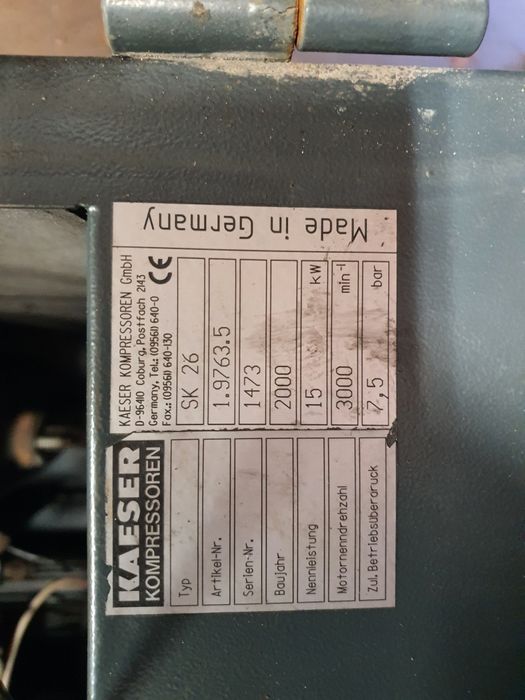 KAESER
KOMPRESSOREN
KAESER KOMPRESSOREN GmbH
D-96410 Coburg, Postfach 2143
Germany, Tel.: (09561) 640-0
Fax.: (09561) 640-130
CE
Typ SK 26
Artikel-Nr. 1.9763.5
Serien-Nr. 1473
Baujahr 2000
Nennleistung 15 kW
Motornenndrehzahl 3000 min⁻¹
Zul. Betriebsüberdruck 7,5 bar
Made in Germany